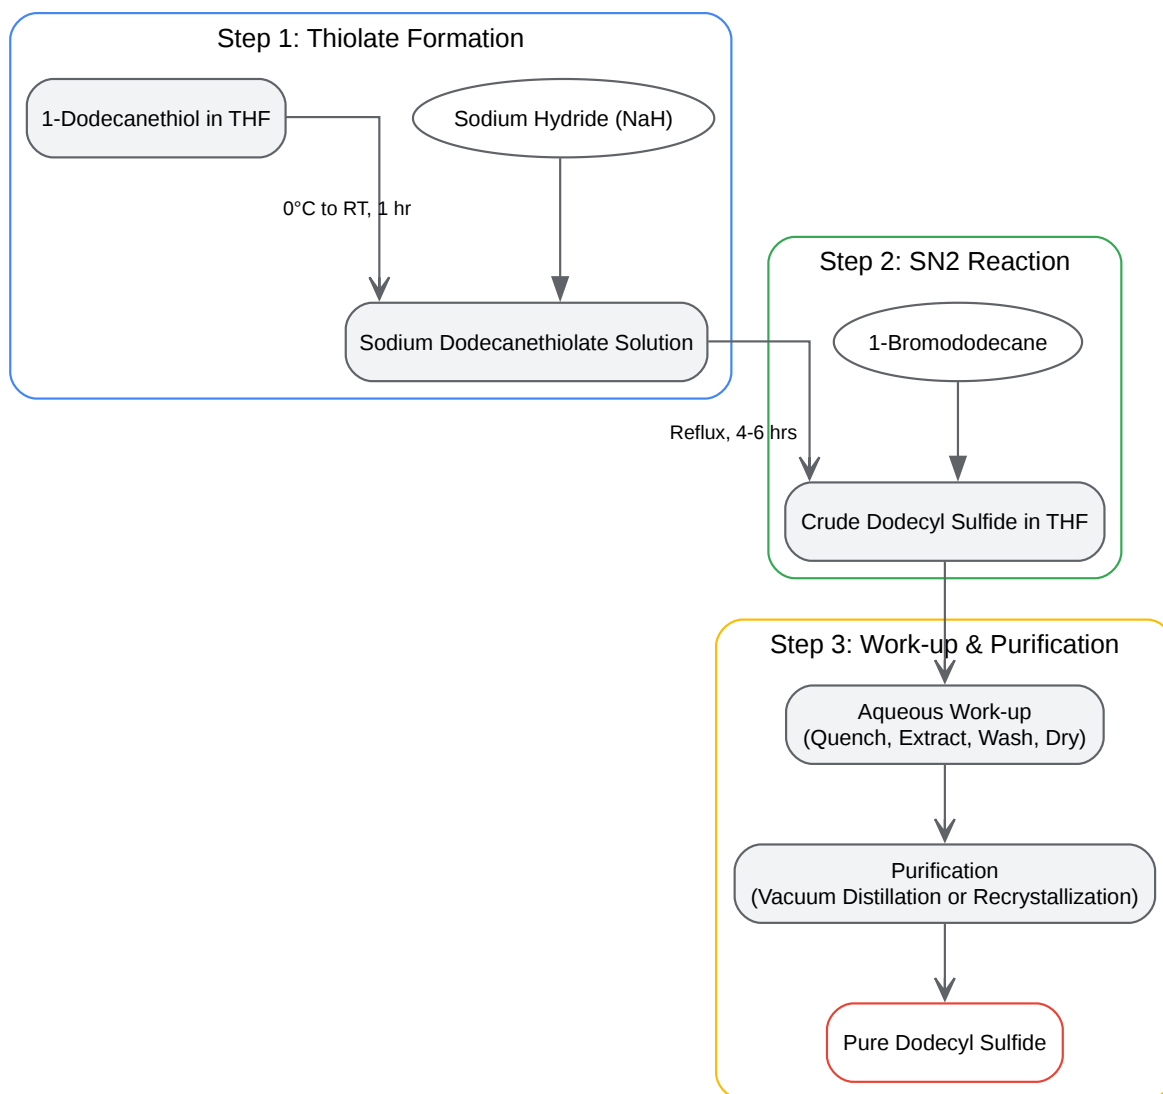 Step 1: Thiolate Formation
1-Dodecanethiol in THF
Sodium Hydride (NaH)
0°C to RT, 1 hr
Sodium Dodecanethiolate Solution
Step 2: SN2 Reaction
1-Bromododecane
Reflux, 4-6 hrs
Crude Dodecyl Sulfide in THF
Step 3: Work-up & Purification
Aqueous Work-up
(Quench, Extract, Wash, Dry)
Purification
(Vacuum Distillation or Recrystallization)
Pure Dodecyl Sulfide